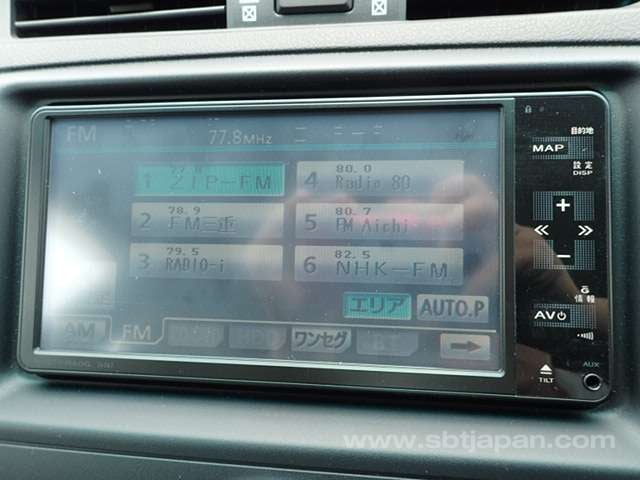 FM 77.8MHz
1 ZIP-FM
4 80.0 Radio 80
2 78.9 FM三重
5 80.7 FM Aichi
3 79.5 RADIO-i
6 82.5 NHK-FM
エリア AUTO.P
AM FM ワンセグ
目的地
MAP
設定
DISP
情報
AV
TILT
AUX
www.sbtjapan.com